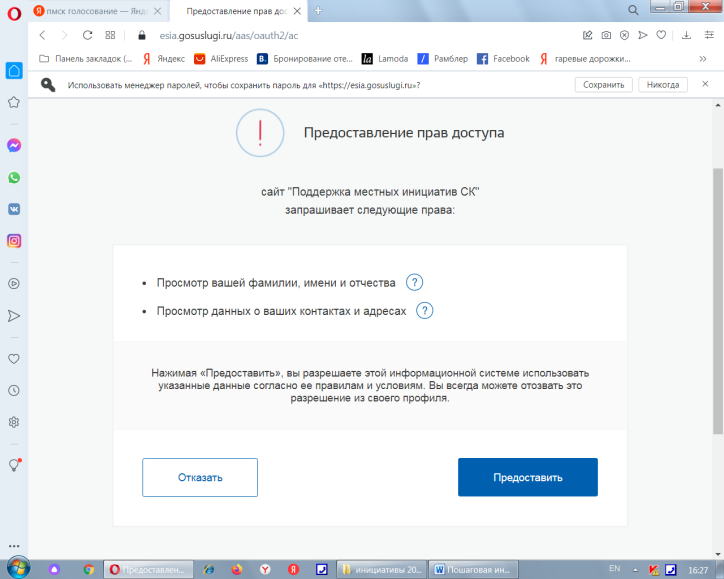 пмск голосование — Янд
Предоставление прав дос
esia.gosuslugi.ru/aas/oauth2/ac
Панель закладок (...
Яндекс
AliExpress
Бронирование оте...
Lamoda
Рамблер
Facebook
гаревые дорожки...
Использовать менеджер паролей, чтобы сохранить пароль для «https://esia.gosuslugi.ru»?
Сохранить
Никогда
Предоставление прав доступа
сайт "Поддержка местных инициатив СК"
запрашивает следующие права:
• Просмотр вашей фамилии, имени и отчества ?
• Просмотр данных о ваших контактах и адресах ?
Нажимая «Предоставить», вы разрешаете этой информационной системе использовать
указанные данные согласно ее правилам и условиям. Вы всегда можете отозвать это
разрешение из своего профиля.
Отказать
Предоставить
Предоставлен...
инициативы 20...
Пошаговая ин...
EN
16:27